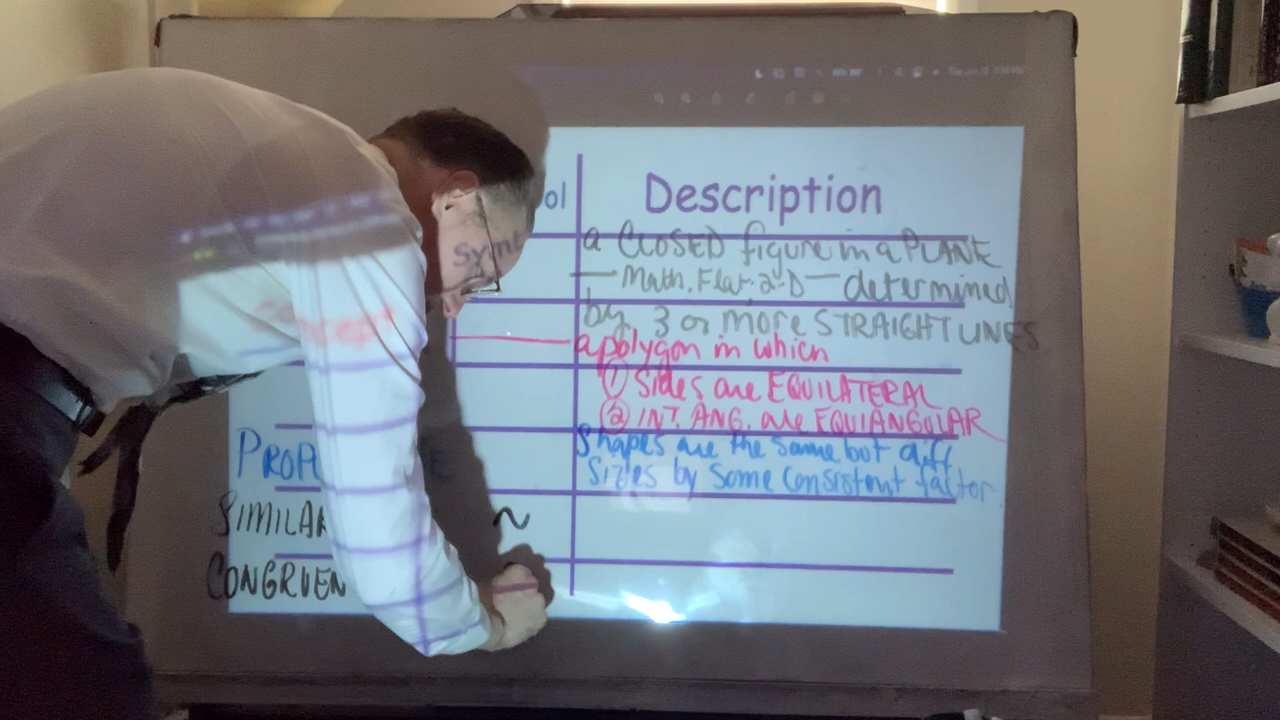 Symbol Description
a CLOSED figure in a PLANE
— Math. Flat. 2-D — determined
by 3 or more STRAIGHT LINES
a polygon in which
① Sides are EQUILATERAL
② INT. ANG. are EQUIANGULAR
Shapes are the same but diff
Sizes by some consistent factor
PROP
SIMILAR ~
CONGRUEN